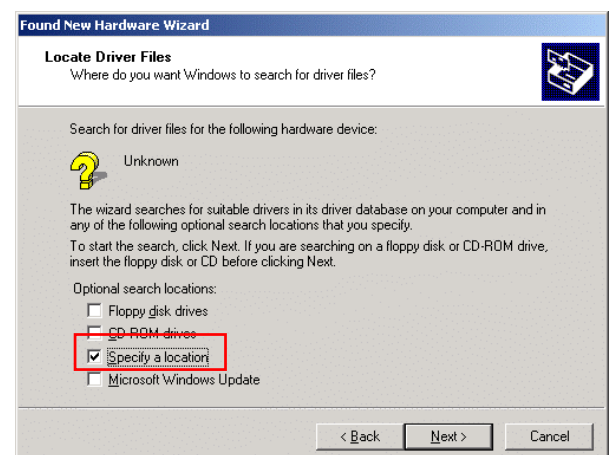 Found New Hardware Wizard
Locate Driver Files
Where do you want Windows to search for driver files?
Search for driver files for the following hardware device:
Unknown
The wizard searches for suitable drivers in its driver database on your computer and in
any of the following optional search locations that you specify.
To start the search, click Next. If you are searching on a floppy disk or CD-ROM drive,
insert the floppy disk or CD before clicking Next.
Optional search locations:
Floppy disk drives
CD-ROM drives
Specify a location
Microsoft Windows Update
< Back Next > Cancel